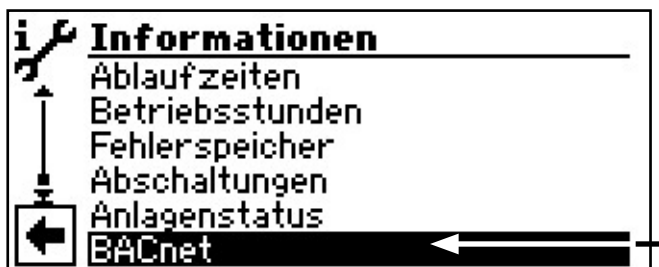 i
Informationen
Ablaufzeiten
Betriebsstunden
Fehlerspeicher
Abschaltungen
Anlagenstatus
BACnet